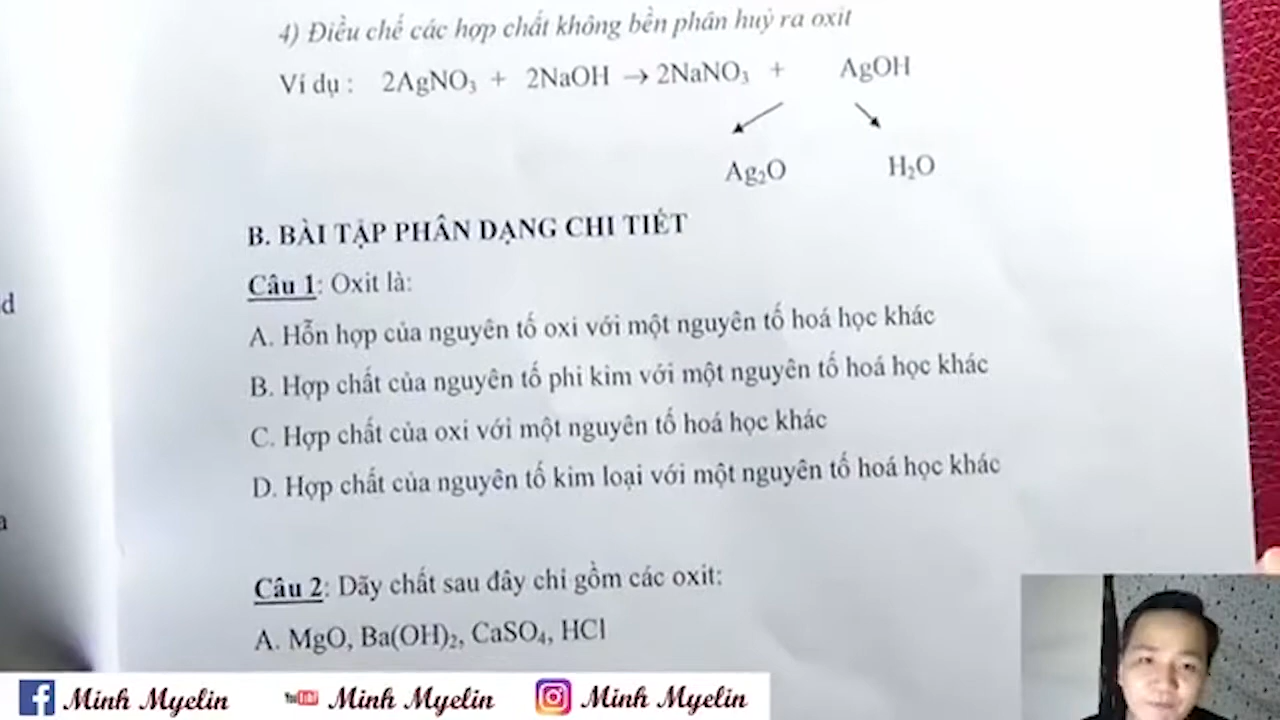 4) Điều chế các hợp chất không bền phân huỷ ra oxit
Ví dụ : 2AgNO₃ + 2NaOH → 2NaNO₃ + AgOH
Ag₂O H₂O
B. BÀI TẬP PHÂN DẠNG CHI TIẾT
Câu 1: Oxit là:
A. Hỗn hợp của nguyên tố oxi với một nguyên tố hoá học khác
B. Hợp chất của nguyên tố phi kim với một nguyên tố hoá học khác
C. Hợp chất của oxi với một nguyên tố hoá học khác
D. Hợp chất của nguyên tố kim loại với một nguyên tố hoá học khác
d
a
Câu 2: Dãy chất sau đây chỉ gồm các oxit:
A. MgO, Ba(OH)₂, CaSO₄, HCl
Minh Myelin YouTube Minh Myelin Minh Myelin